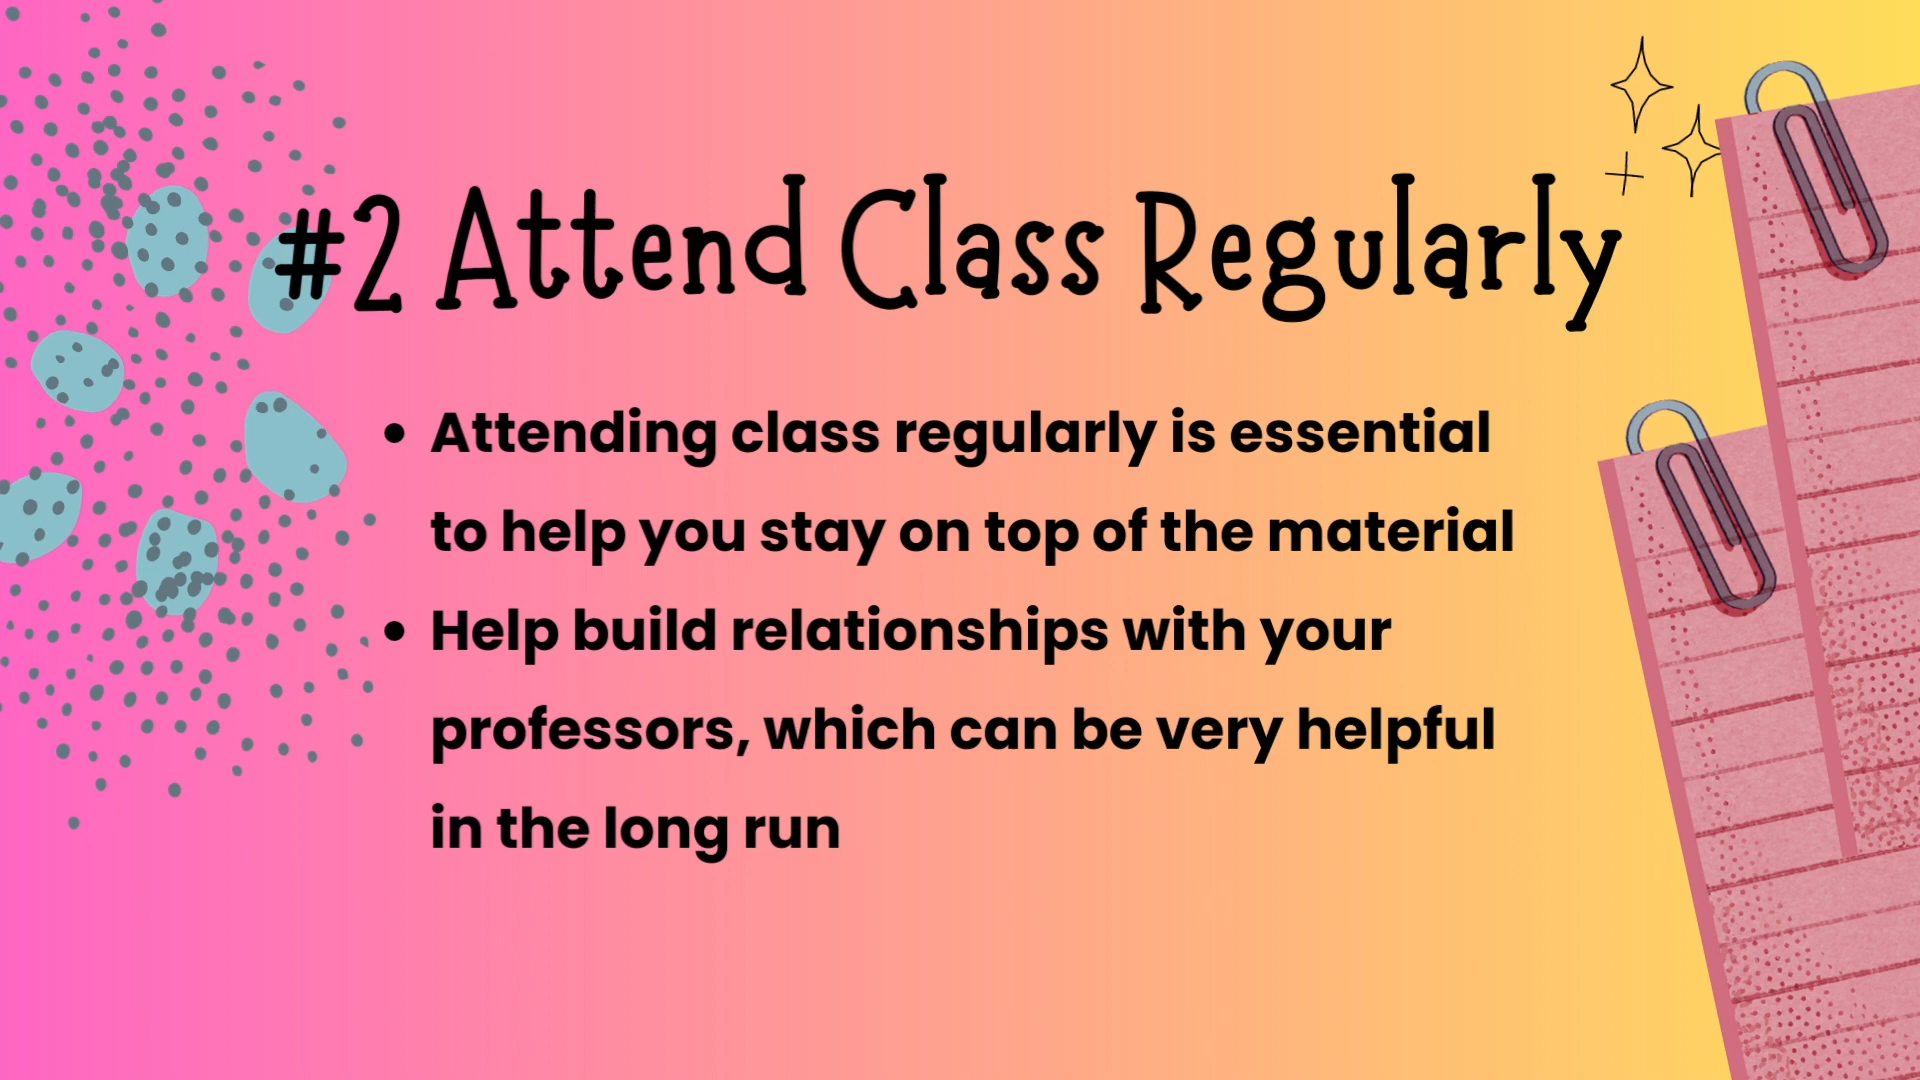 #2 Attend Class Regularly
• Attending class regularly is essential
to help you stay on top of the material
• Help build relationships with your
professors, which can be very helpful
in the long run